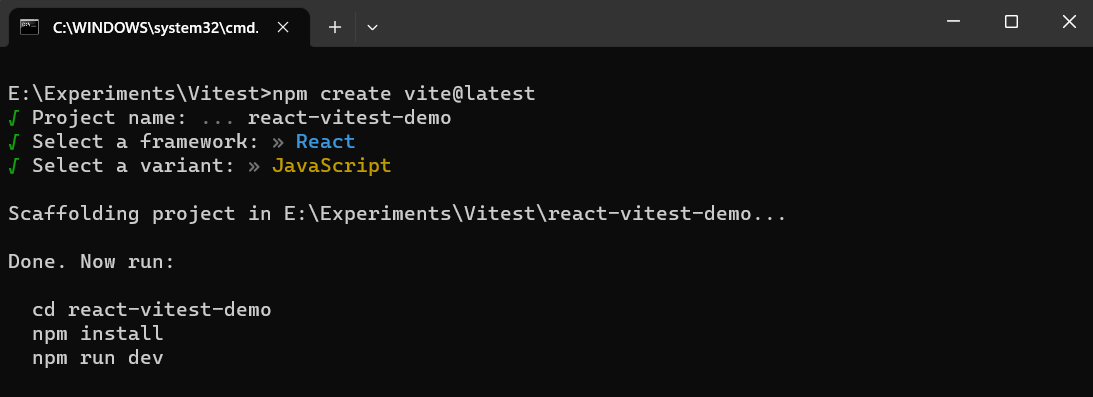 C:\WINDOWS\system32\cmd.
E:\Experiments\Vitest>npm create vite@latest
√ Project name: ... react-vitest-demo
√ Select a framework: » React
√ Select a variant: » JavaScript
Scaffolding project in E:\Experiments\Vitest\react-vitest-demo...
Done. Now run:
cd react-vitest-demo
npm install
npm run dev